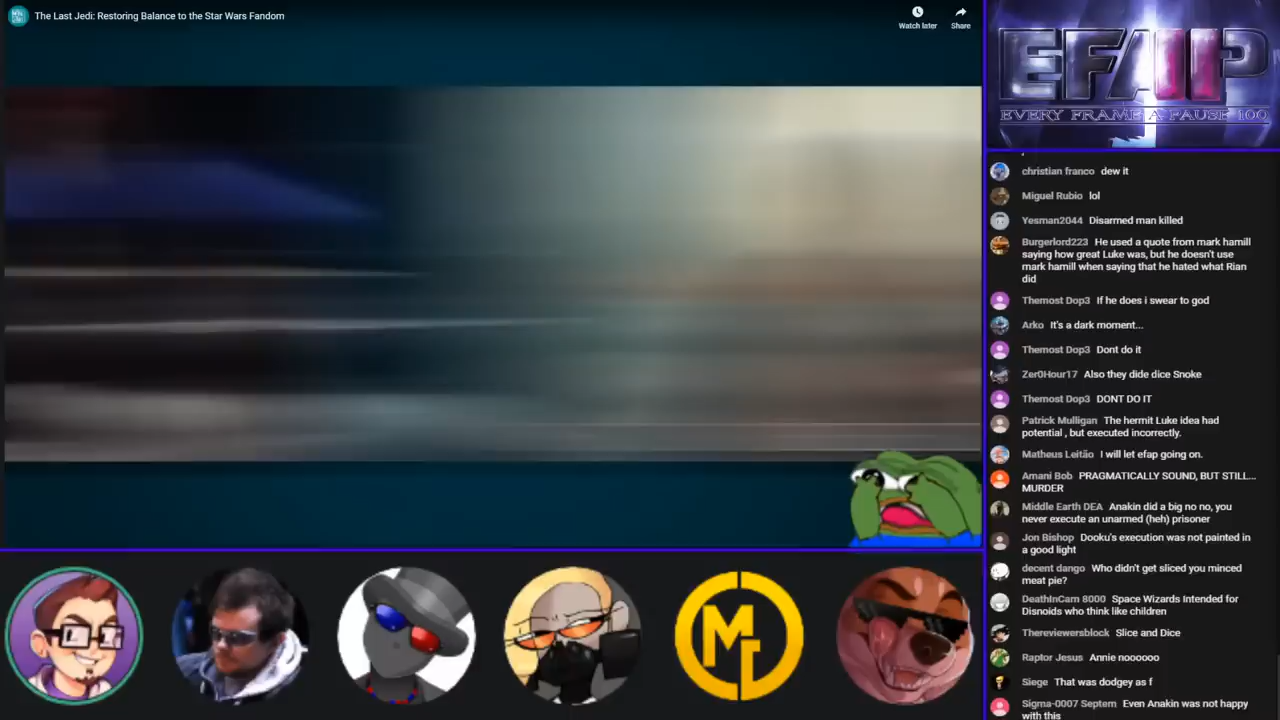 The Last Jedi: Restoring Balance to the Star Wars Fandom
Watch later
Share
EFAP
EVERY FRAME A PAUSE 100
christian franco dew it
Miguel Rubio lol
Yesman2044 Disarmed man killed
Burgerlord223 He used a quote from mark hamill
saying how great Luke was, but he doesn't use
mark hamill when saying that he hated what Rian
did
Themost Dop3 If he does i swear to god
Arko It's a dark moment...
Themost Dop3 Dont do it
Zer0Hour17 Also they dide dice Snoke
Themost Dop3 DONT DO IT
Patrick Mulligan The hermit Luke idea had
potential , but executed incorrectly.
Matheus Leitão I will let efap going on.
Amani Bob PRAGMATICALLY SOUND, BUT STILL...
MURDER
Middle Earth DEA Anakin did a big no no, you
never execute an unarmed (heh) prisoner
Jon Bishop Dooku's execution was not painted in
a good light
decent dango Who didn't get sliced you minced
meat pie?
DeathInCam 8000 Space Wizards Intended for
Disnoids who think like children
Thereviewersblock Slice and Dice
Raptor Jesus Annie noooooo
Siege That was dodgey as f
Sigma-0007 Septem Even Anakin was not happy
with this
MG